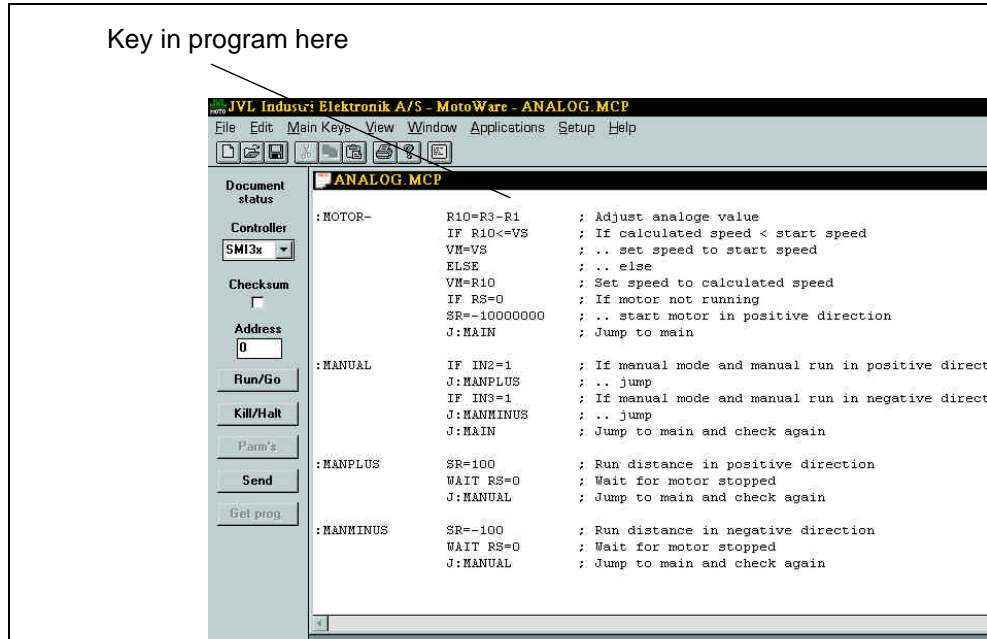 Key in program here
JVL Industri Elektronik A/S - MotoWare - ANALOG.MCP
File Edit Main Keys View Window Applications Setup Help
Document status
Controller
SMI3x
Checksum
Address
0
Run/Go
Kill/Halt
Parm's
Send
Get prog.
ANALOG.MCP
:MOTOR- R10=R3-R1 ; Adjust analoge value
IF R10<=VS ; If calculated speed < start speed
VM=VS ; .. set speed to start speed
ELSE ; .. else
VM=R10 ; Set speed to calculated speed
IF RS=0 ; If motor not running
SR=-10000000 ; .. start motor in positive direction
J:MAIN ; Jump to main
:MANUAL IF IN2=1 ; If manual mode and manual run in positive direct
J:MANPLUS ; .. jump
IF IN3=1 ; If manual mode and manual run in negative direct
J:MANMINUS ; .. jump
J:MAIN ; Jump to main and check again
:MANPLUS SR=100 ; Run distance in positive direction
WAIT RS=0 ; Wait for motor stopped
J:MANUAL ; Jump to main and check again
:MANMINUS SR=-100 ; Run distance in negative direction
WAIT RS=0 ; Wait for motor stopped
J:MANUAL ; Jump to main and check again